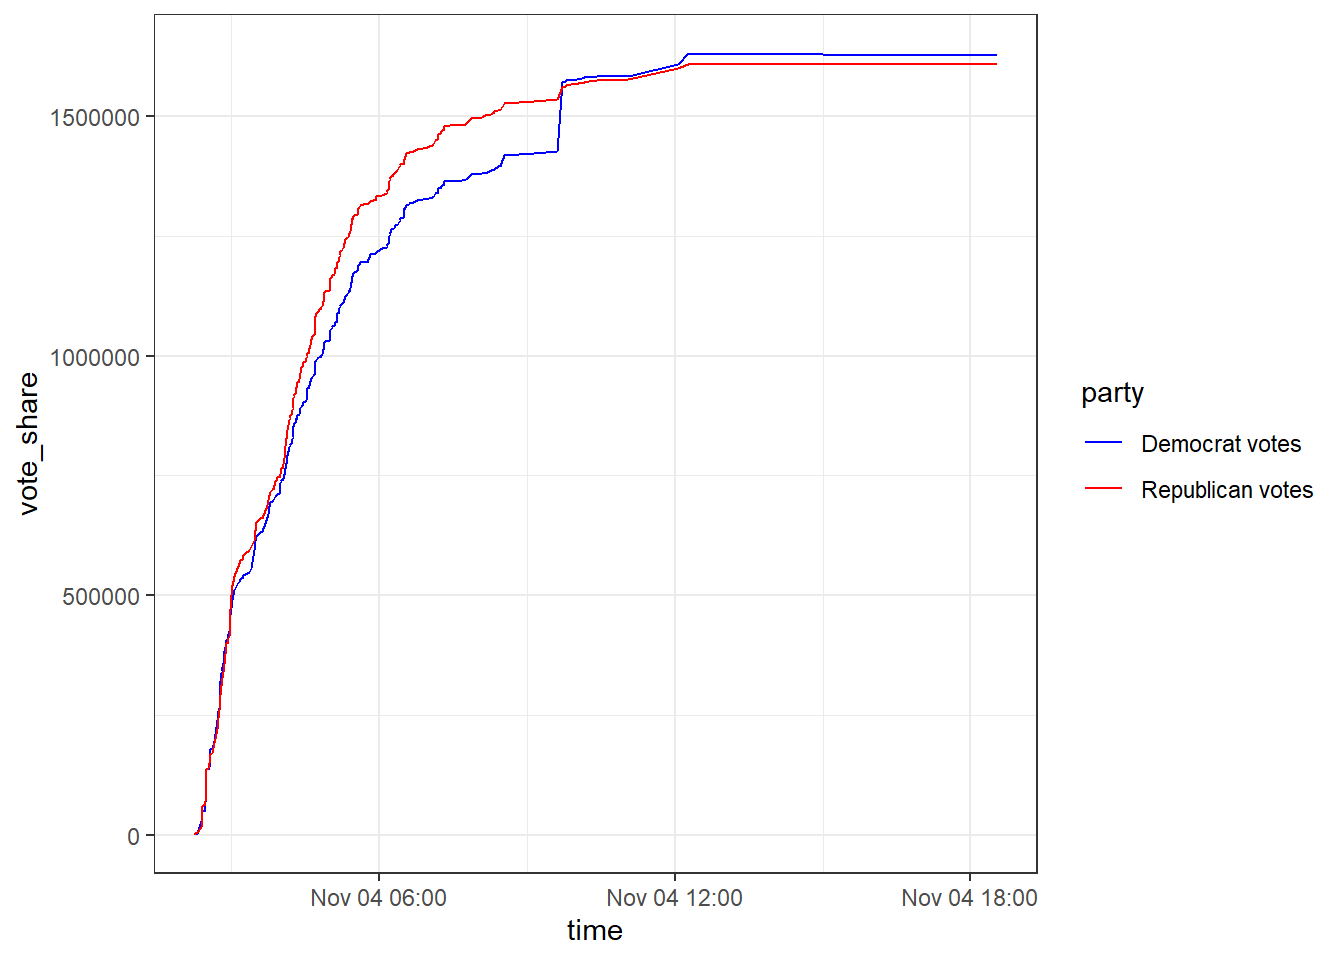 1500000
1000000
500000
0
vote_share
Nov 04 06:00
Nov 04 12:00
Nov 04 18:00
time
party
Democrat votes
Republican votes